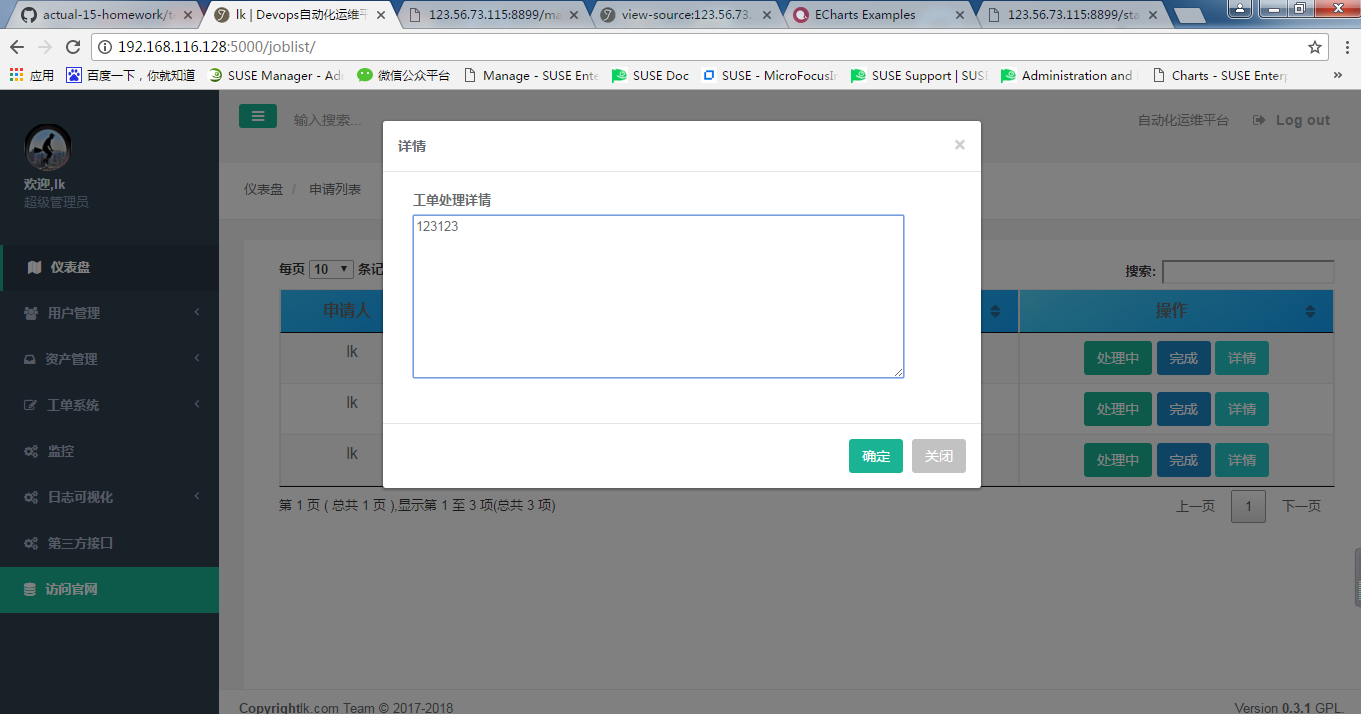 actual-15-homework/t
lk | Devops自动化运维平
123.56.73.115:8899/ma
view-source:123.56.73.
ECharts Examples
123.56.73.115:8899/sta
192.168.116.128:5000/joblist/
应用
百度一下，你就知道
SUSE Manager - Ad
微信公众平台
Manage - SUSE Ente
SUSE Doc
SUSE - MicroFocusIn
SUSE Support | SUS
Administration and
Charts - SUSE Enterp
»
欢迎,lk
超级管理员
仪表盘
用户管理
资产管理
工单系统
监控
日志可视化
第三方接口
访问官网
输入搜索...
自动化运维平台
Log out
仪表盘 / 申请列表
详情
×
工单处理详情
123123
确定
关闭
每页 10 条记
搜索:
申请人
操作
lk
处理中 完成 详情
lk
处理中 完成 详情
lk
处理中 完成 详情
第 1 页 ( 总共 1 页 ),显示第 1 至 3 项(总共 3 项)
上一页 1 下一页
Copyrightlk.com Team © 2017-2018
Version 0.3.1 GPL.